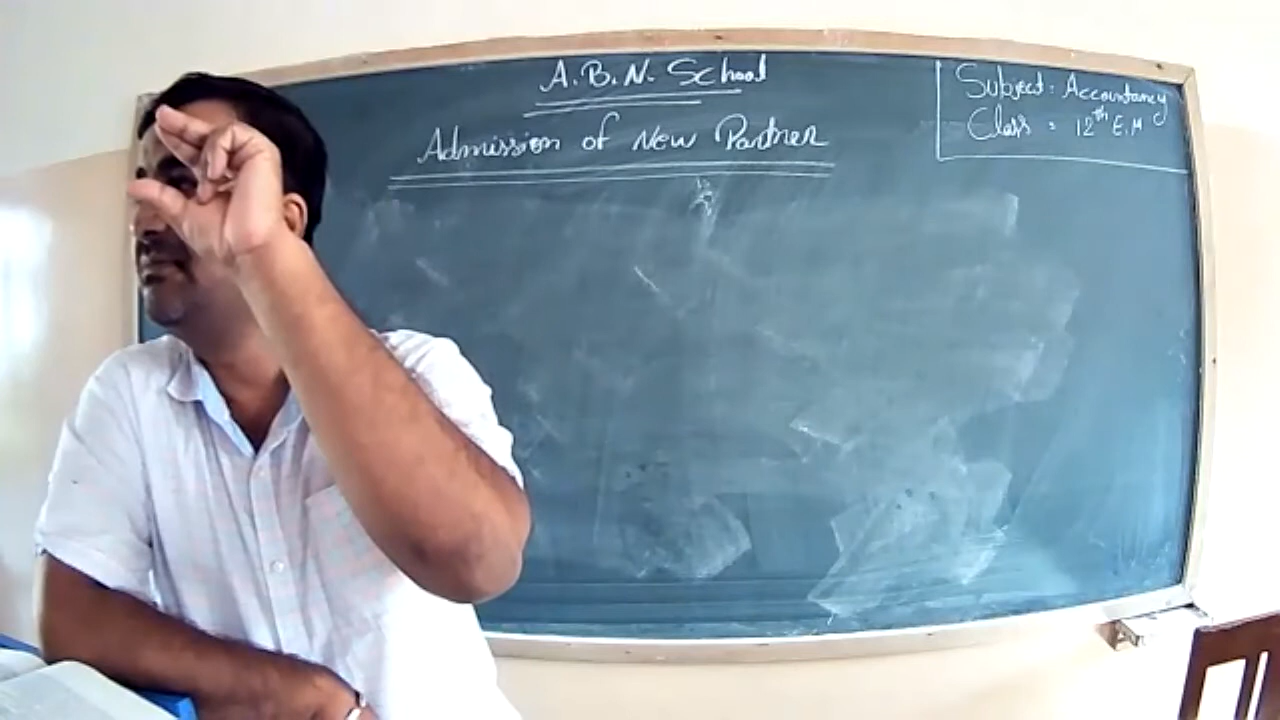 A.B.N. School
Admission of New Partner
Subject: Accountancy
Class : 12th E.M